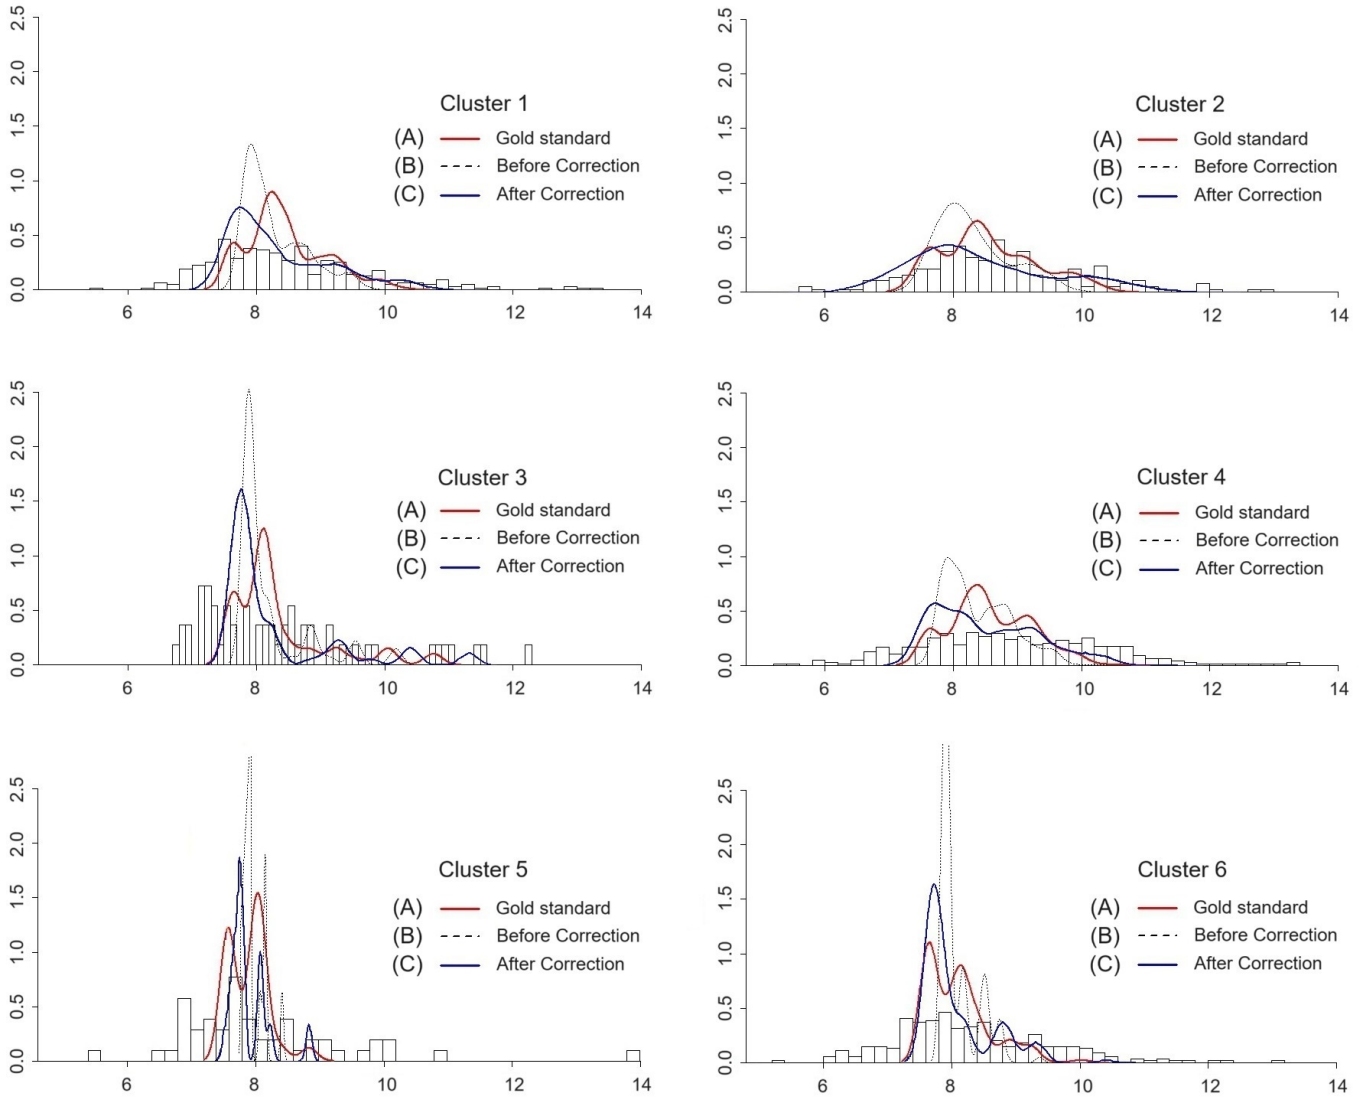 2.5
2.0
1.5
1.0
0.5
0.0
6 8 10 12 14
Cluster 1
(A) Gold standard
(B) Before Correction
(C) After Correction
2.5
2.0
1.5
1.0
0.5
0.0
6 8 10 12 14
Cluster 2
(A) Gold standard
(B) Before Correction
(C) After Correction
2.5
2.0
1.5
1.0
0.5
0.0
6 8 10 12 14
Cluster 3
(A) Gold standard
(B) Before Correction
(C) After Correction
2.5
2.0
1.5
1.0
0.5
0.0
6 8 10 12 14
Cluster 4
(A) Gold standard
(B) Before Correction
(C) After Correction
2.5
2.0
1.5
1.0
0.5
0.0
6 8 10 12 14
Cluster 5
(A) Gold standard
(B) Before Correction
(C) After Correction
2.5
2.0
1.5
1.0
0.5
0.0
6 8 10 12 14
Cluster 6
(A) Gold standard
(B) Before Correction
(C) After Correction